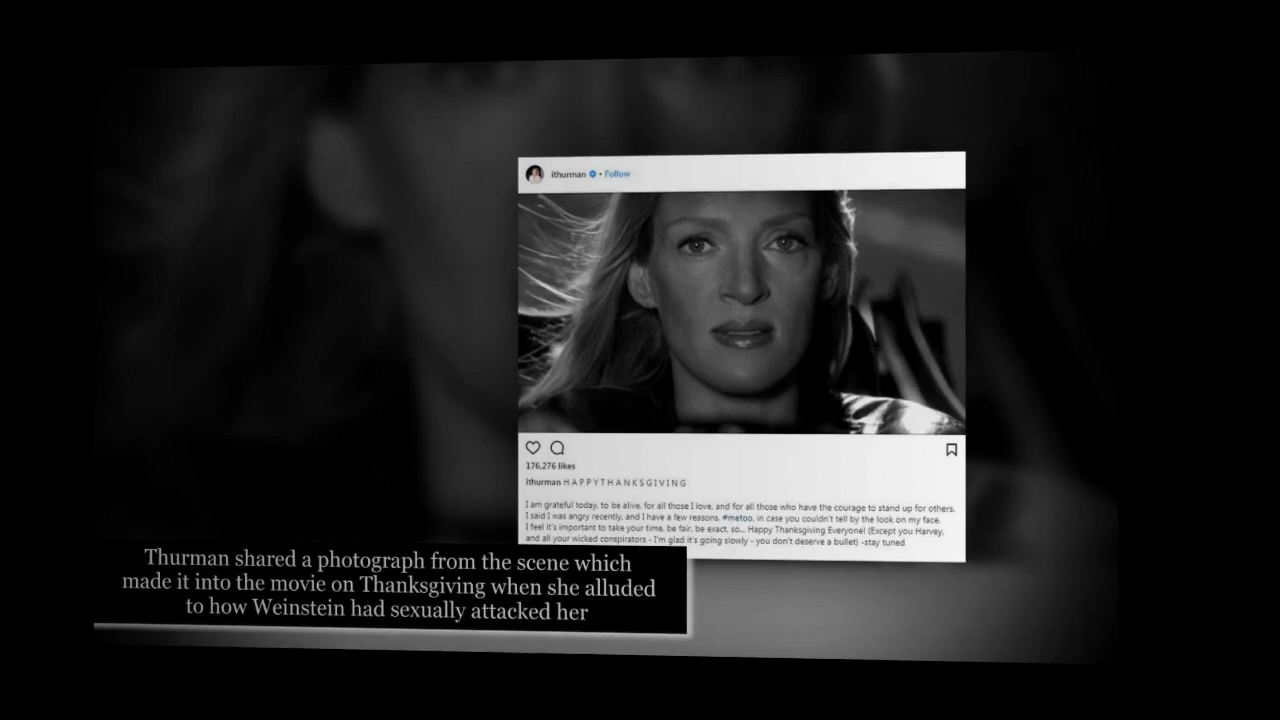 ithurman • Follow
176,276 likes
ithurman H A P P Y T H A N K S G I V I N G
I am grateful today, to be alive, for all those I love, and for all those who have the courage to stand up for others.
I said I was angry recently, and I have a few reasons, #metoo, in case you couldn't tell by the look on my face.
I feel it's important to take your time, be fair, be exact, so... Happy Thanksgiving Everyone! (Except you Harvey,
and all your wicked conspirators - I'm glad it's going slowly - you don't deserve a bullet) -stay tuned
Thurman shared a photograph from the scene which
made it into the movie on Thanksgiving when she alluded
to how Weinstein had sexually attacked her